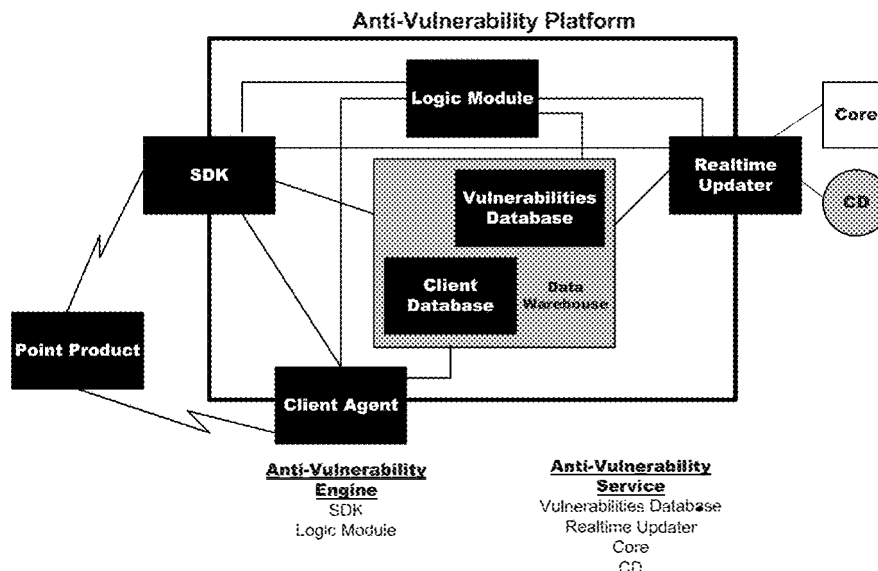 Anti-Vulnerability Platform
Logic Module
Core
SDK
Realtime
Updater
Vulnerabilities
Database
CD
Client
Database
Data
Warehouse
Point Product
Client Agent
Anti-Vulnerability
Engine
SDK
Logic Module
Anti-Vulnerability
Service
Vulnerabilities Database
Realtime Updater
Core
CD